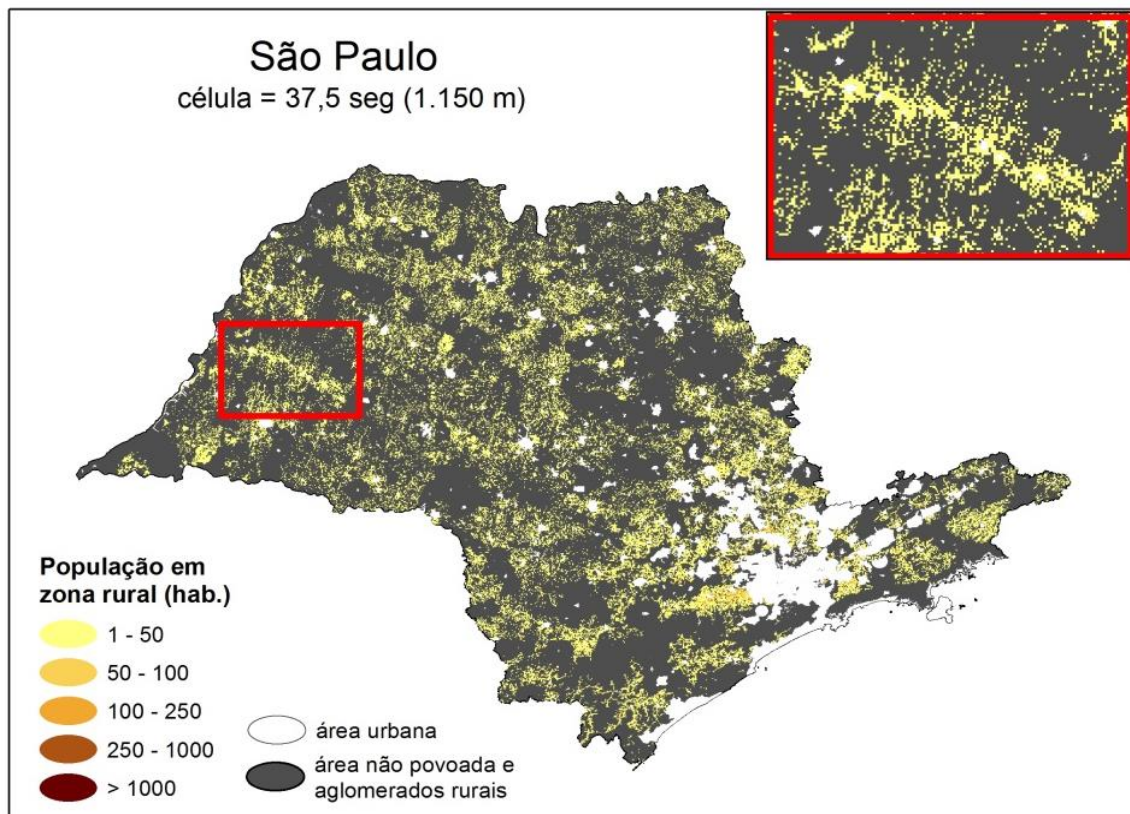 São Paulo
célula = 37,5 seg (1.150 m)
População em
zona rural (hab.)
1 - 50
50 - 100
100 - 250
250 - 1000
> 1000
área urbana
área não povoada e
aglomerados rurais